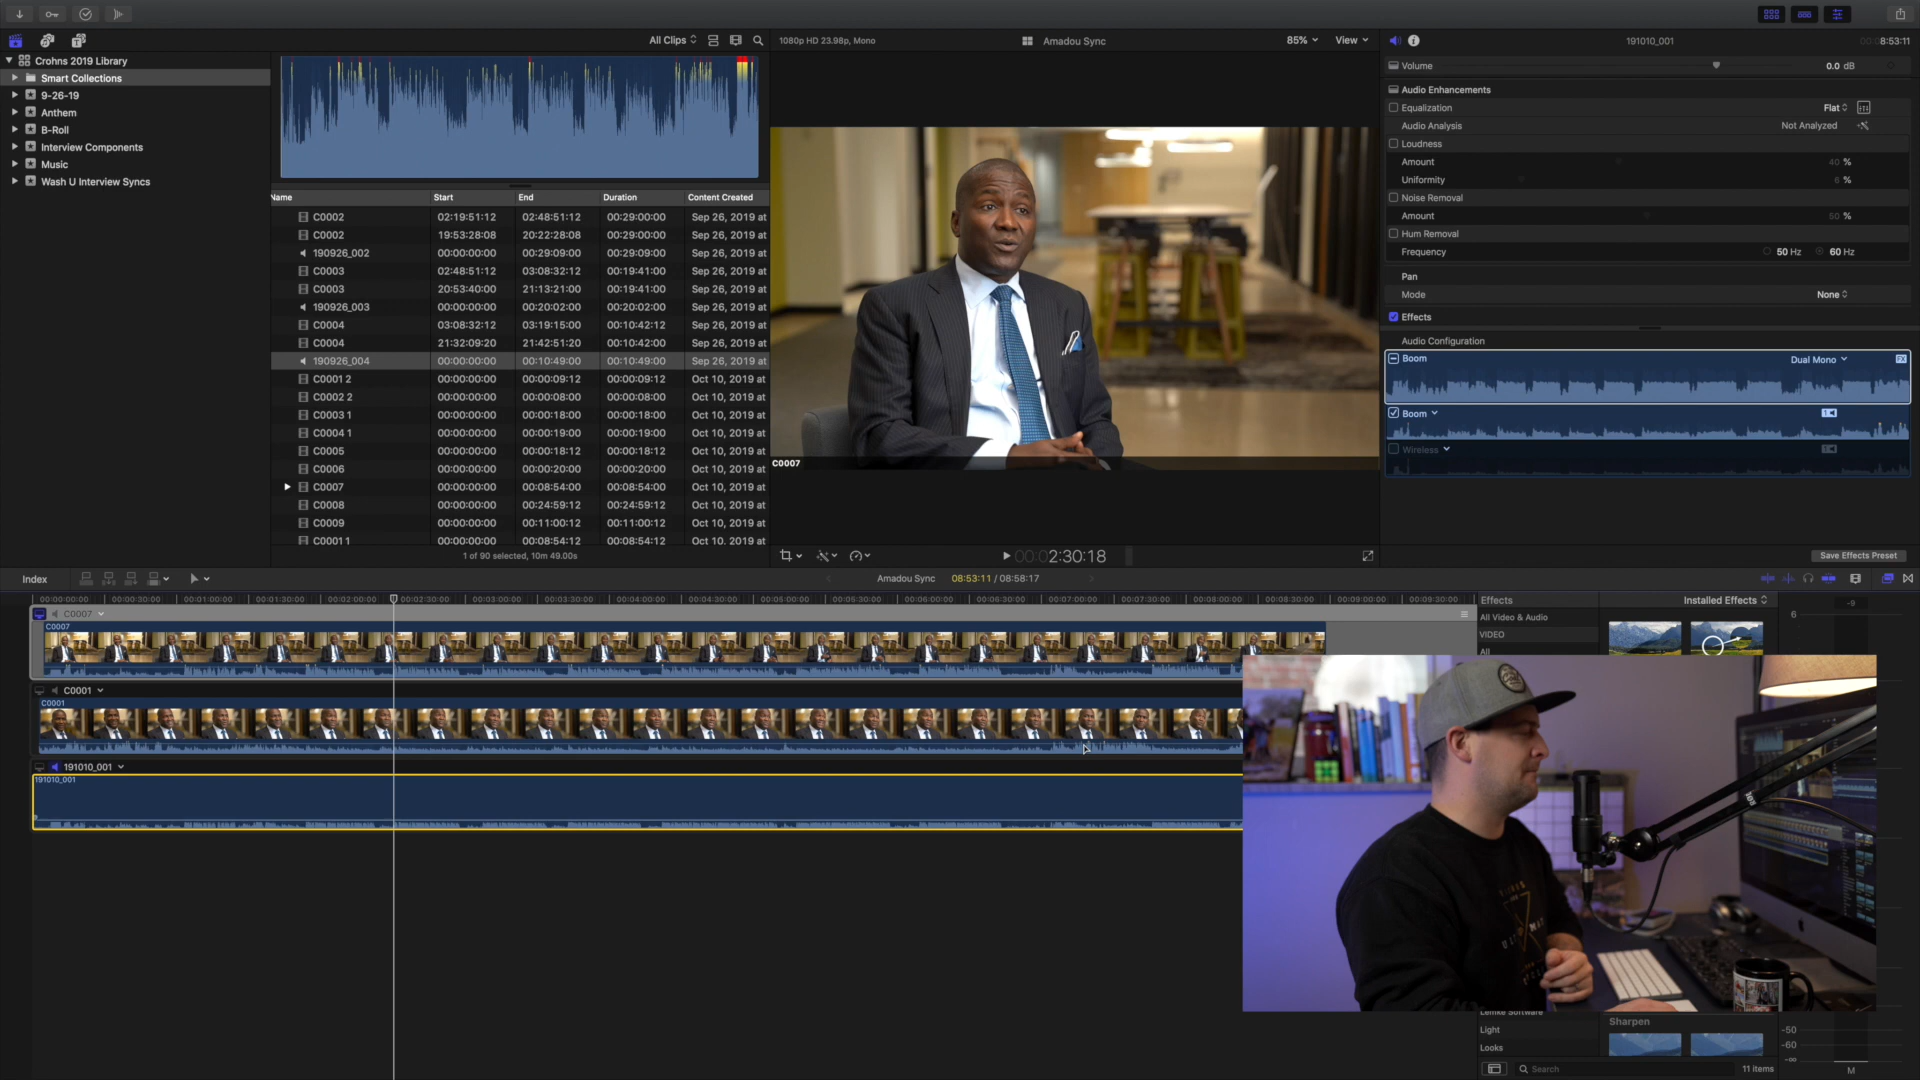 All Clips
1080p HD 23.98p, Mono
Amadou Sync
85%
View
191010_001
8:53:11
Crohns 2019 Library
Smart Collections
9-26-19
Anthem
B-Roll
Interview Components
Music
Wash U Interview Syncs
Name Start End Duration Content Created
C0002 02:19:51:12 02:48:51:12 00:29:00:00 Sep 26, 2019 at
C0002 19:53:28:08 20:22:28:08 00:29:00:00 Sep 26, 2019 at
190926_002 00:00:00:00 00:29:09:00 00:29:09:00 Sep 26, 2019 at
C0003 02:48:51:12 03:08:32:12 00:19:41:00 Sep 26, 2019 at
C0003 20:53:40:00 21:13:21:00 00:19:41:00 Sep 26, 2019 at
190926_003 00:00:00:00 00:20:02:00 00:20:02:00 Sep 26, 2019 at
C0004 03:08:32:12 03:19:15:00 00:10:42:12 Sep 26, 2019 at
C0004 21:32:09:20 21:42:51:20 00:10:42:00 Sep 26, 2019 at
190926_004 00:00:00:00 00:10:49:00 00:10:49:00 Sep 26, 2019 at
C0001 2 00:00:00:00 00:00:09:12 00:00:09:12 Oct 10, 2019 at
C0002 2 00:00:00:00 00:00:08:00 00:00:08:00 Oct 10, 2019 at
C0003 1 00:00:00:00 00:00:18:00 00:00:18:00 Oct 10, 2019 at
C0004 1 00:00:00:00 00:00:19:00 00:00:19:00 Oct 10, 2019 at
C0005 00:00:00:00 00:00:18:00 00:00:18:00 Oct 10, 2019 at
C0006 00:00:00:00 00:00:20:00 00:00:20:00 Oct 10, 2019 at
C0007 00:00:00:00 00:08:54:00 00:08:54:00 Oct 10, 2019 at
C0008 00:00:00:00 00:24:59:12 00:24:59:12 Oct 10, 2019 at
C0009 00:00:00:00 00:11:00:12 00:11:00:12 Oct 10, 2019 at
C0001 1 00:00:00:00 00:08:54:12 00:08:54:12 Oct 10, 2019 at
1 of 90 selected, 10m 49.00s
C0007
00:00:2:30:18
Volume 0.0 dB
Audio Enhancements
Equalization Flat
Audio Analysis Not Analyzed
Loudness
Amount 40 %
Uniformity 6 %
Noise Removal
Amount 50 %
Hum Removal
Frequency 50 Hz 60 Hz
Pan
Mode None
Effects
Audio Configuration
Boom Dual Mono FX
Boom
Wireless
Save Effects Preset
Index
Amadou Sync 08:53:11 / 08:58:17
00:00:00:00 00:00:30:00 00:01:00:00 00:01:30:00 00:02:00:00 00:02:30:00 00:03:00:00 00:03:30:00 00:04:00:00 00:04:30:00 00:05:00:00 00:05:30:00 00:06:00:00 00:06:30:00 00:07:00:00 00:07:30:00 00:08:00:00 00:08:30:00 00:09:00:00 00:09:30:00
C0007
C0007
C0001
C0001
191010_001
191010_001
Effects Installed Effects
All Video & Audio
VIDEO
All
-9
6
RODE
Light
Looks
Sharpen
-50
-60
-∞
Search
11 items
M